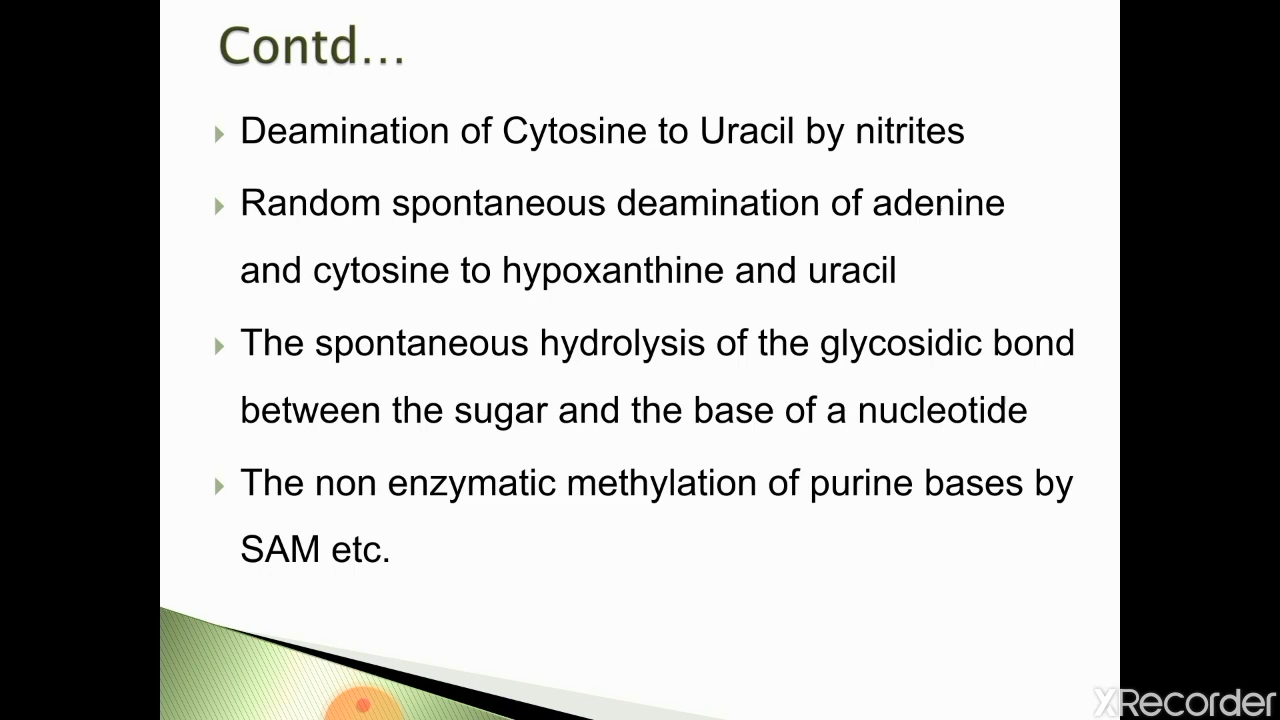 Contd...
Deamination of Cytosine to Uracil by nitrites
Random spontaneous deamination of adenine
and cytosine to hypoxanthine and uracil
The spontaneous hydrolysis of the glycosidic bond
between the sugar and the base of a nucleotide
The non enzymatic methylation of purine bases by
SAM etc.
XRecorder